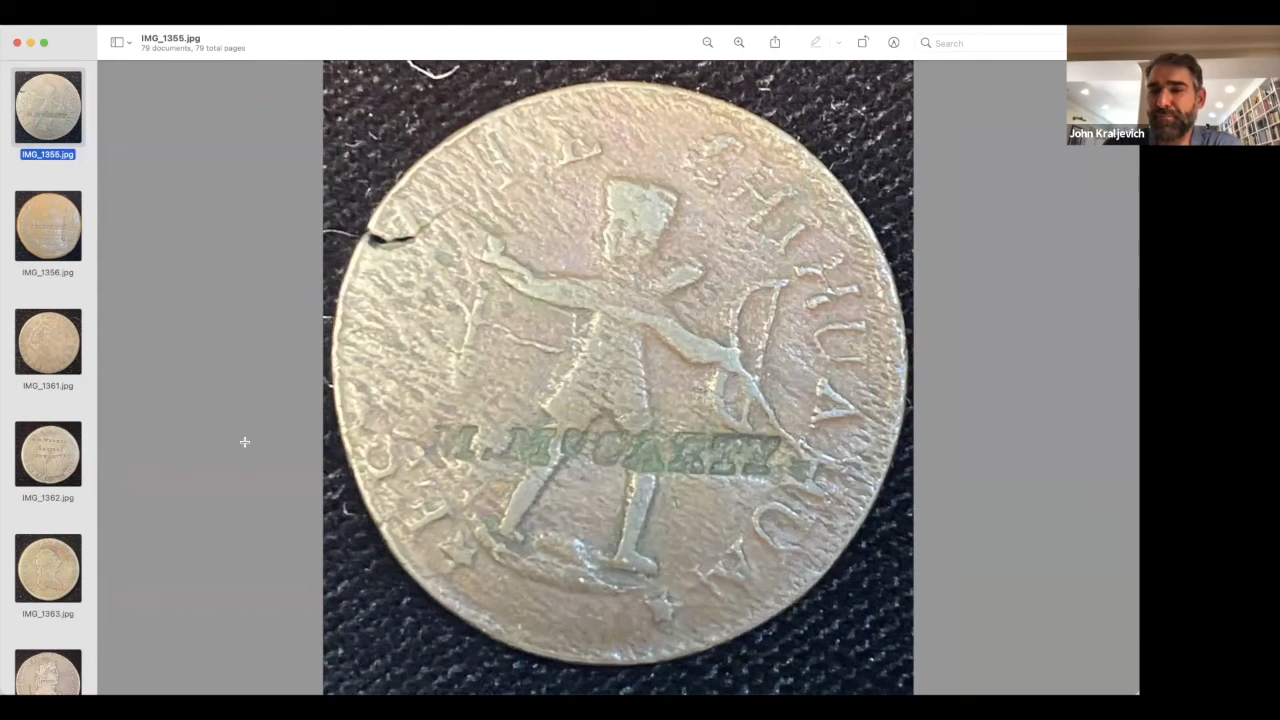 IMG_1355.jpg
79 documents, 79 total pages
Search
John Kraljevich
IMG_1355.jpg
IMG_1356.jpg
IMG_1361.jpg
IMG_1362.jpg
IMG_1363.jpg
CHIHUAHUA